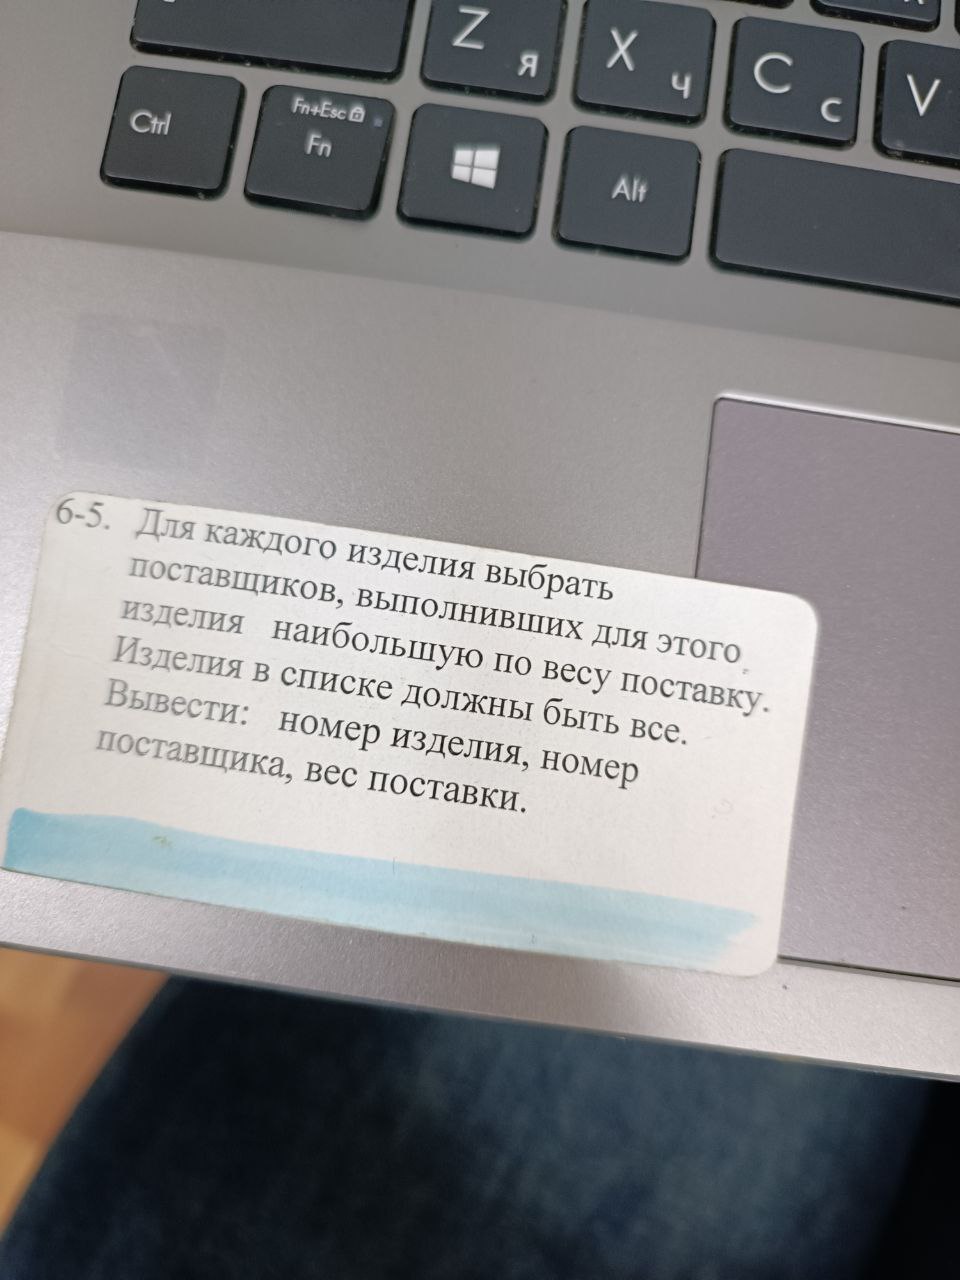 Z Я
X Ч
C С
V
Ctrl
Fn+Esc
Fn
Alt
6-5. Для каждого изделия выбрать
поставщиков, выполнивших для этого
изделия наибольшую по весу поставку.
Изделия в списке должны быть все.
Вывести: номер изделия, номер
поставщика, вес поставки.